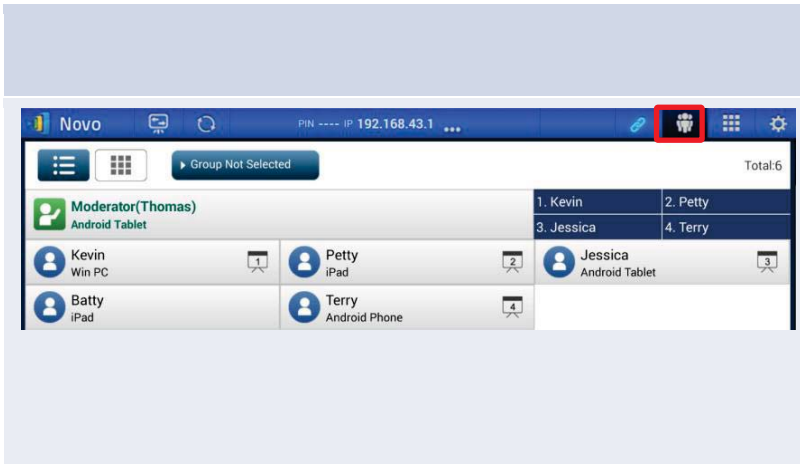 Novo PIN ---- IP 192.168.43.1 ...
Group Not Selected Total:6
Moderator(Thomas)
Android Tablet
1. Kevin 2. Petty
3. Jessica 4. Terry
Kevin
Win PC
1
Petty
iPad
2
Jessica
Android Tablet
3
Batty
iPad
Terry
Android Phone
4